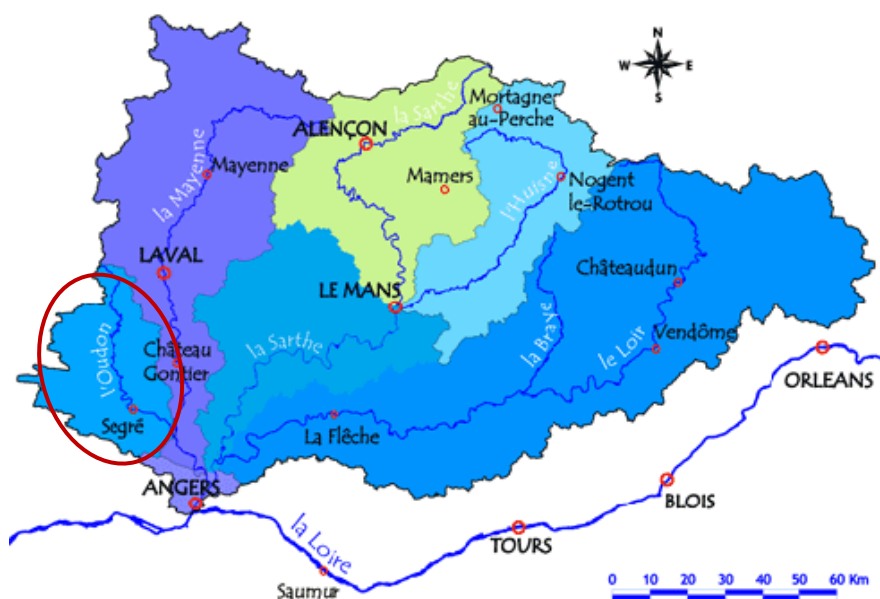 N
W
E
S
la Sarthe
Mortagne
au-Perche
ALENÇON
la Mayenne
Mayenne
Mamers
l'Huisne
Nogent
le-Rotrou
LAVAL
Châteaudun
LE MANS
l'Oudon
Château
Gontier
la Sarthe
la Braye
le Loir
Vendôme
ORLEANS
Segré
La Flêche
ANGERS
BLOIS
la Loire
TOURS
Saumur
0 10 20 30 40 50 60 Km